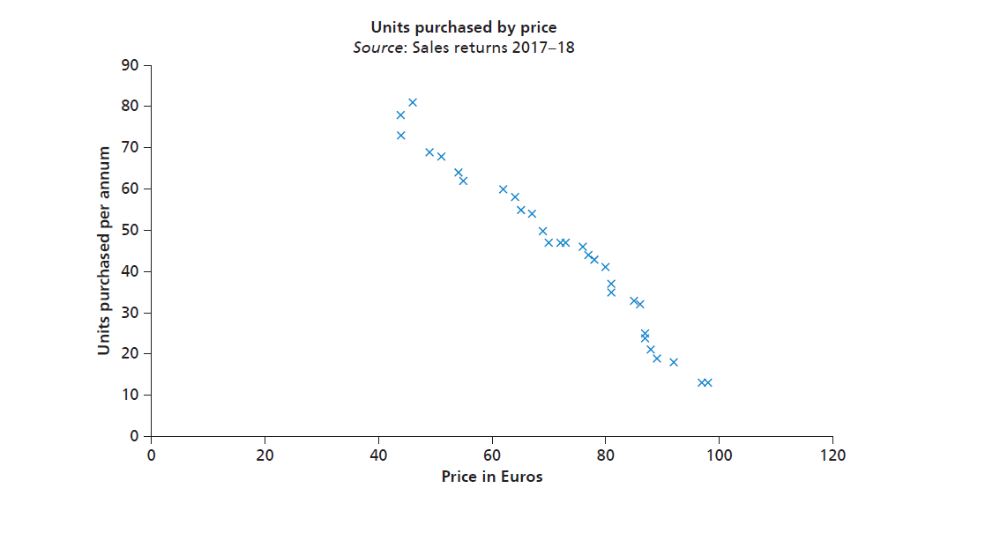 Units purchased by price
Source: Sales returns 2017–18
90
80
70
60
50
40
30
20
10
0
Units purchased per annum
0 20 40 60 80 100 120
Price in Euros